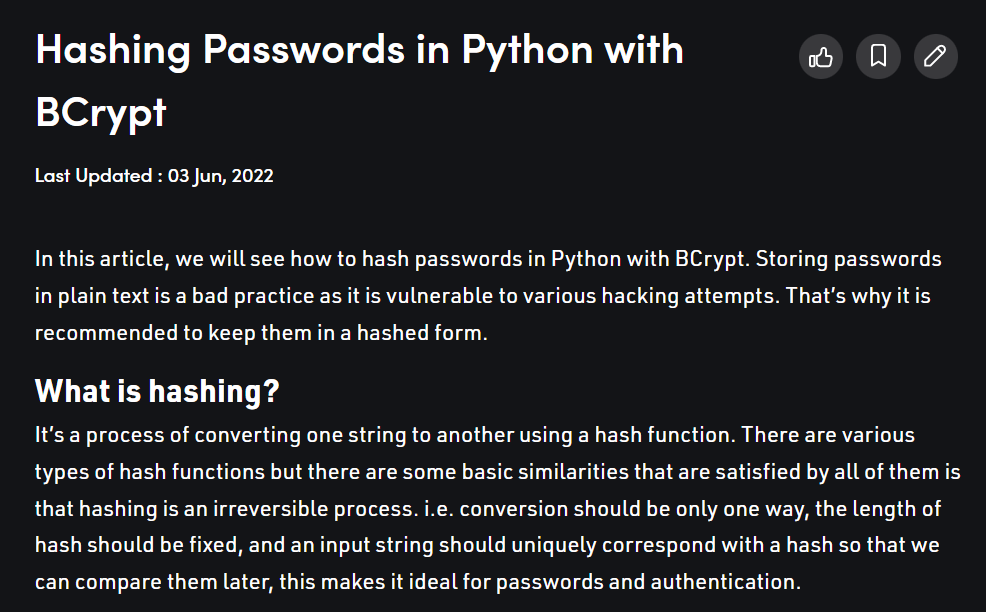 Hashing Passwords in Python with
BCrypt
Last Updated : 03 Jun, 2022
In this article, we will see how to hash passwords in Python with BCrypt. Storing passwords
in plain text is a bad practice as it is vulnerable to various hacking attempts. That’s why it is
recommended to keep them in a hashed form.
What is hashing?
It’s a process of converting one string to another using a hash function. There are various
types of hash functions but there are some basic similarities that are satisfied by all of them is
that hashing is an irreversible process. i.e. conversion should be only one way, the length of
hash should be fixed, and an input string should uniquely correspond with a hash so that we
can compare them later, this makes it ideal for passwords and authentication.